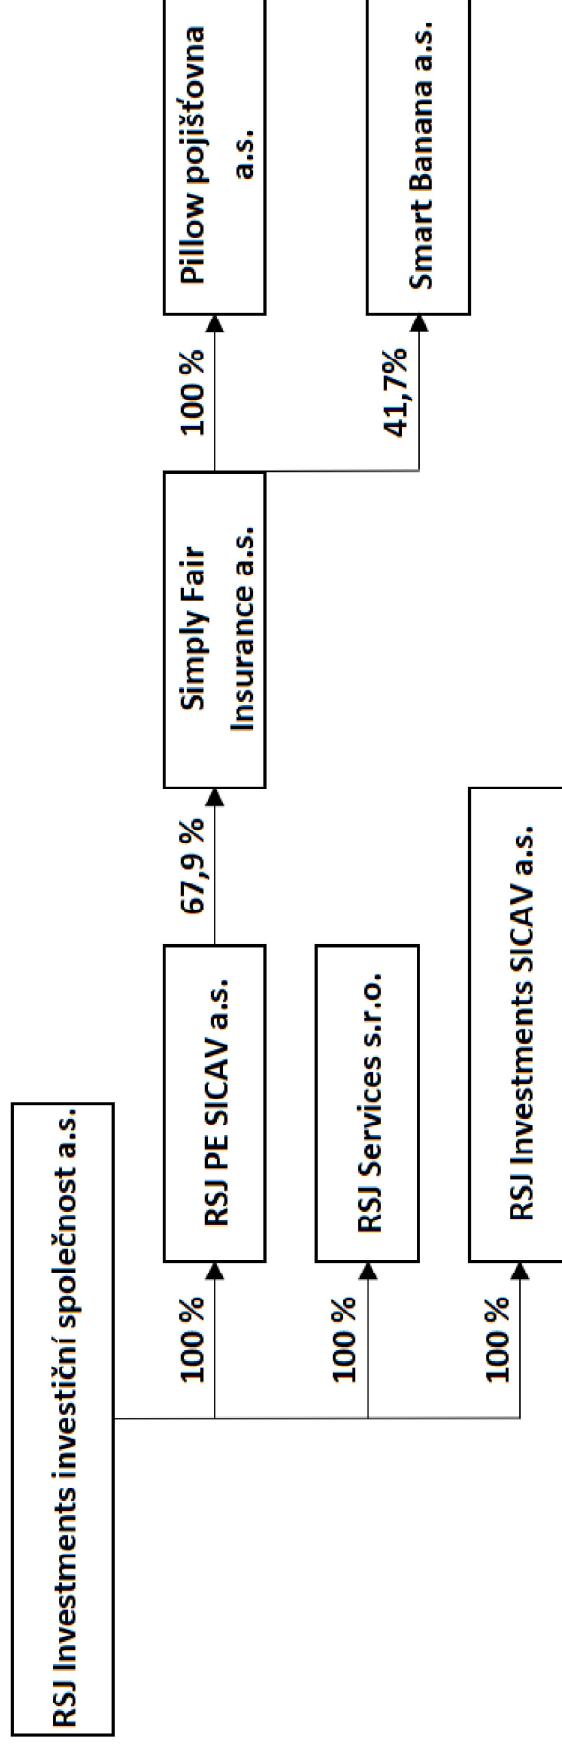 RSJ Investments investiční společnost a.s.
100 %
RSJ PE SICAV a.s.
67,9 %
Simply Fair
Insurance a.s.
100 %
Pillow pojišťovna
a.s.
41,7%
Smart Banana a.s.
100 %
RSJ Services s.r.o.
100 %
RSJ Investments SICAV a.s.